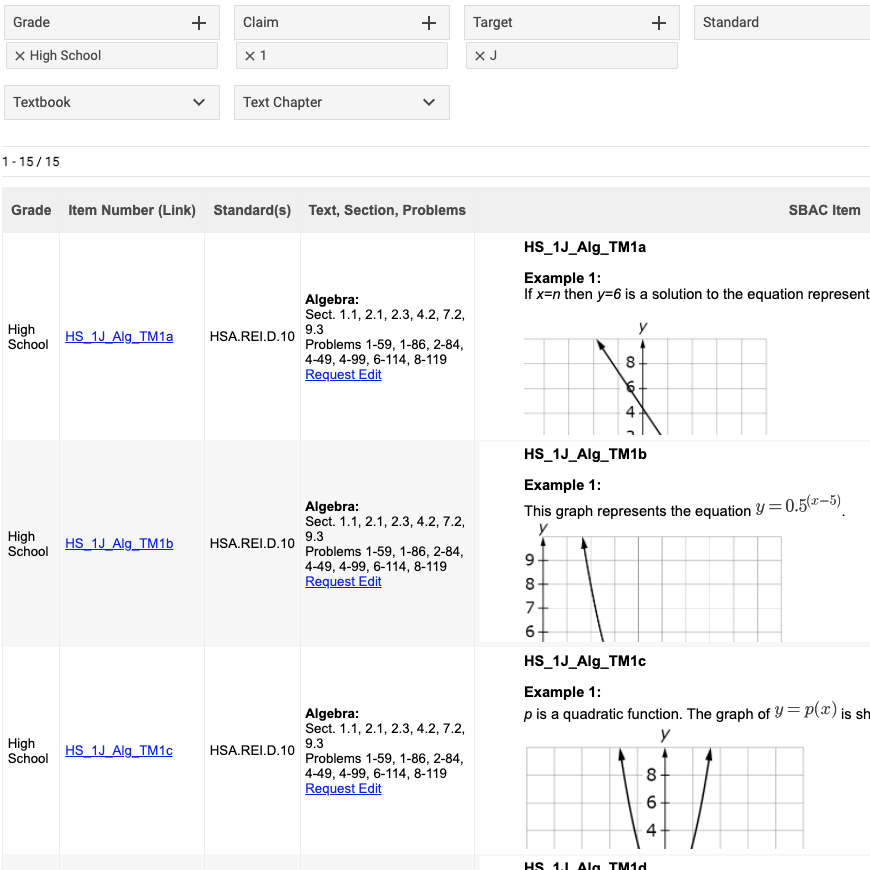 Grade + Claim + Target + Standard
× High School × 1 × J
Textbook Text Chapter
1 - 15 / 15
Grade Item Number (Link) Standard(s) Text, Section, Problems SBAC Item
High School
HS_1J_Alg_TM1a
HSA.REI.D.10
Algebra:
Sect. 1.1, 2.1, 2.3, 4.2, 7.2,
9.3
Problems 1-59, 1-86, 2-84,
4-49, 4-99, 6-114, 8-119
Request Edit
HS_1J_Alg_TM1a
Example 1:
If x=n then y=6 is a solution to the equation represent
y
8
6
4
High School
HS_1J_Alg_TM1b
HSA.REI.D.10
Algebra:
Sect. 1.1, 2.1, 2.3, 4.2, 7.2,
9.3
Problems 1-59, 1-86, 2-84,
4-49, 4-99, 6-114, 8-119
Request Edit
HS_1J_Alg_TM1b
Example 1:
This graph represents the equation y = 0.5^(x−5).
y
9
8
7
6
High School
HS_1J_Alg_TM1c
HSA.REI.D.10
Algebra:
Sect. 1.1, 2.1, 2.3, 4.2, 7.2,
9.3
Problems 1-59, 1-86, 2-84,
4-49, 4-99, 6-114, 8-119
Request Edit
HS_1J_Alg_TM1c
Example 1:
p is a quadratic function. The graph of y = p(x) is sh
y
8
6
4
HS_1J_Alg_TM1d